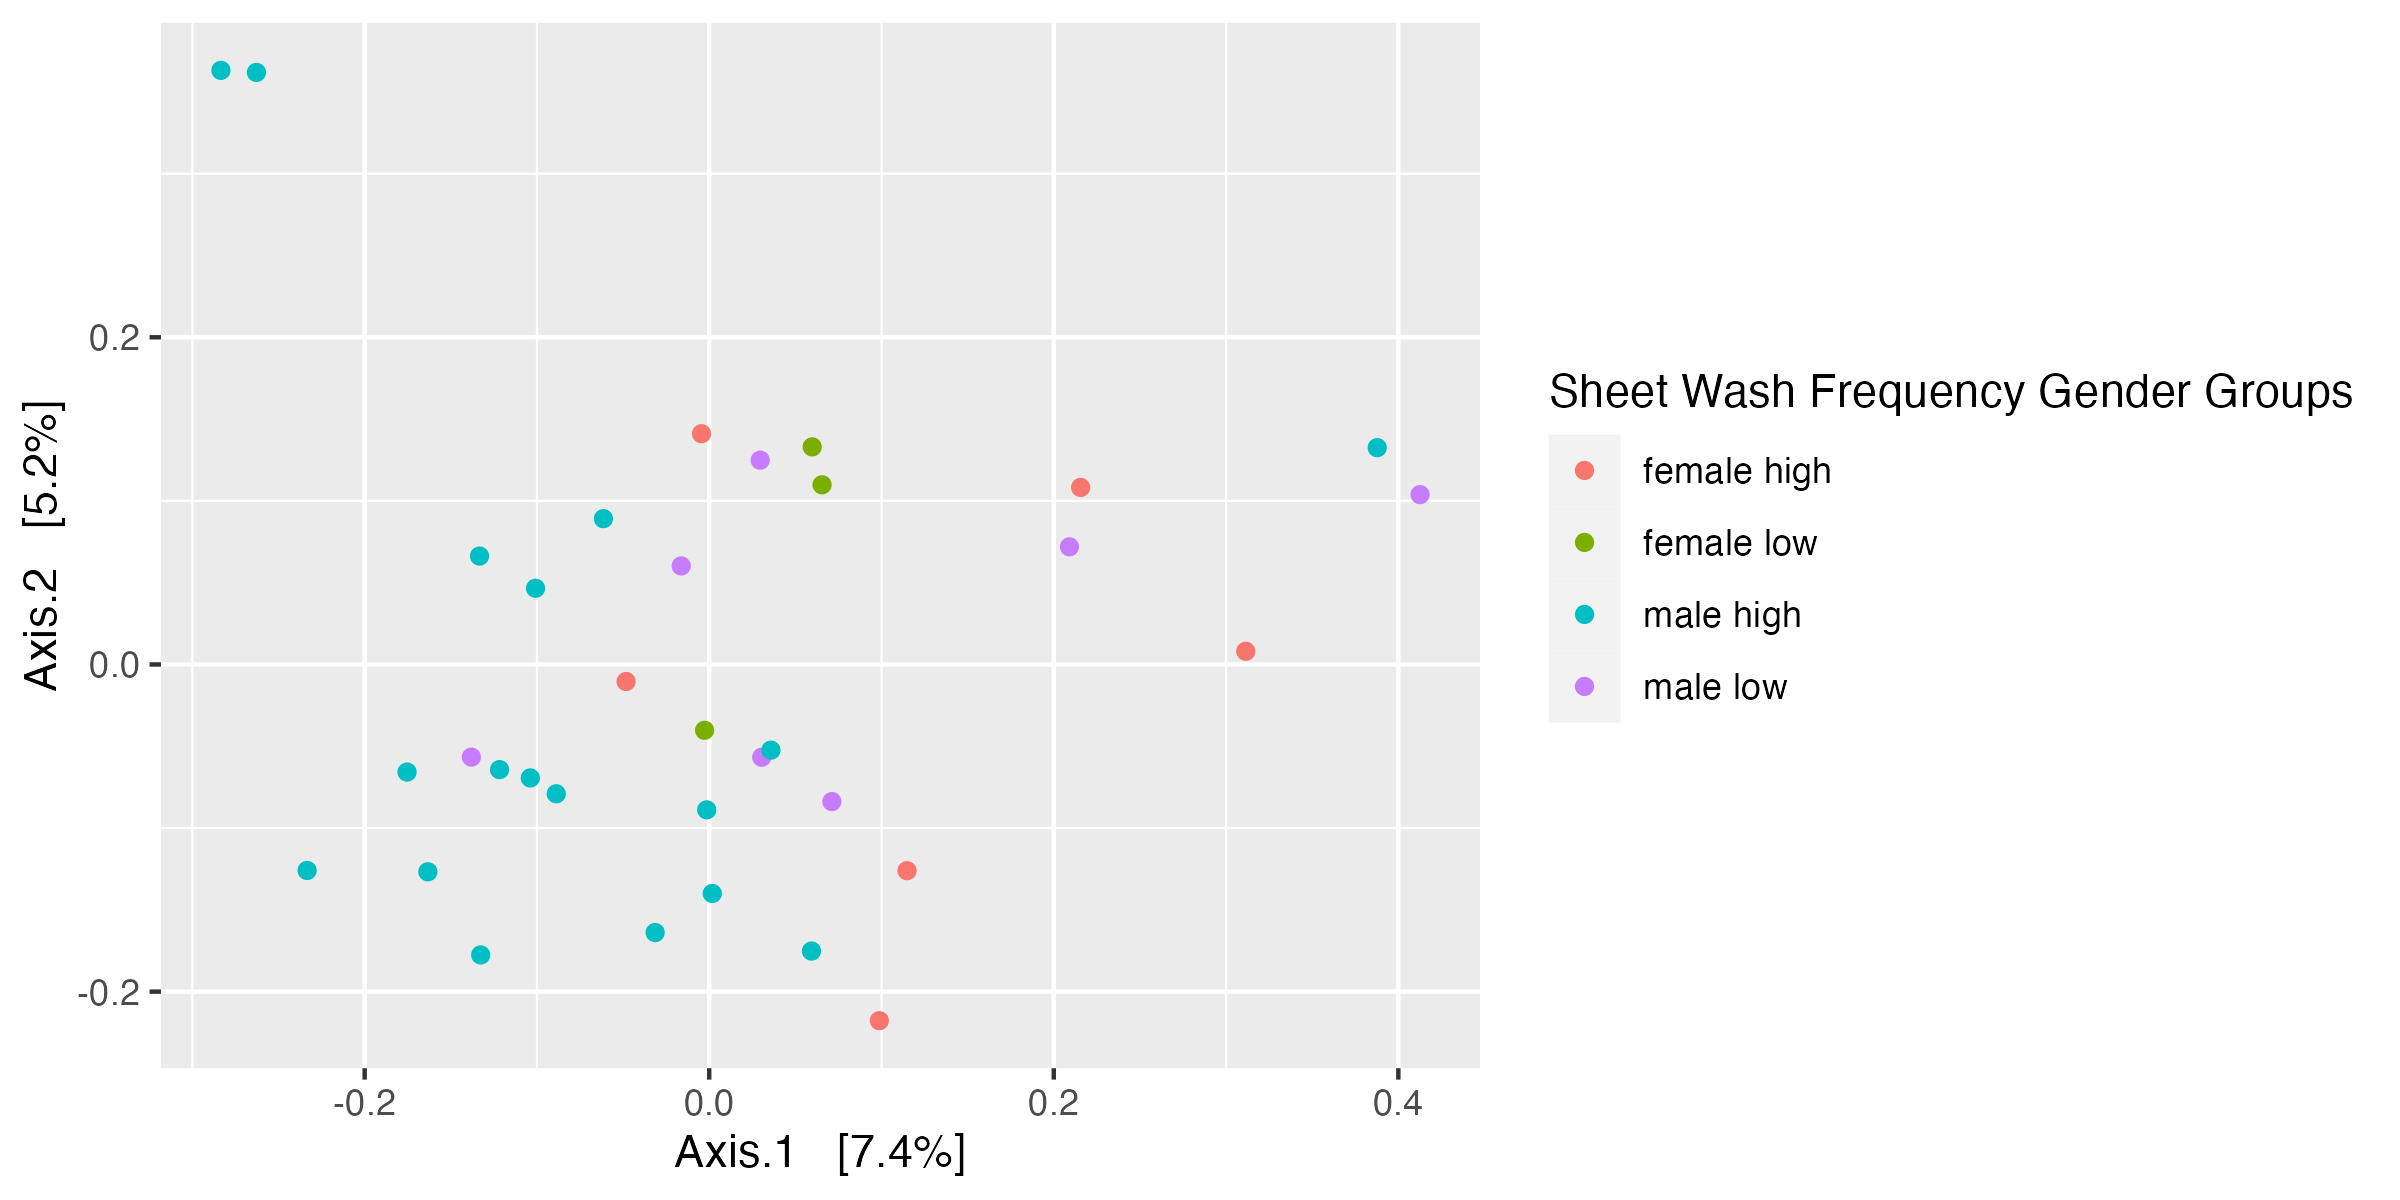 0.2
0.0
-0.2
Axis.2 [5.2%]
-0.2 0.0 0.2 0.4
Axis.1 [7.4%]
Sheet Wash Frequency Gender Groups
female high
female low
male high
male low